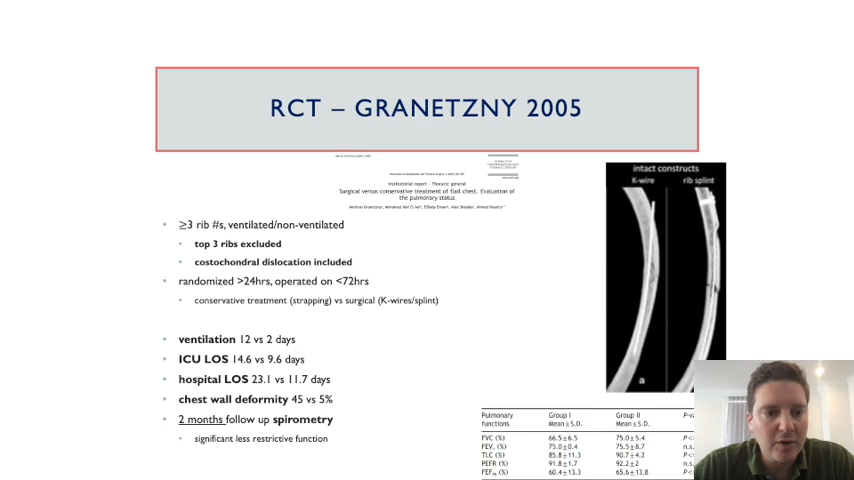 RCT – GRANETZNY 2005
Institutional report - Thoracic general
Surgical versus conservative treatment of flail chest. Evaluation of
the pulmonary status
≥3 rib #s, ventilated/non-ventilated
top 3 ribs excluded
costochondral dislocation included
randomized >24hrs, operated on <72hrs
conservative treatment (strapping) vs surgical (K-wires/splint)
ventilation 12 vs 2 days
ICU LOS 14.6 vs 9.6 days
hospital LOS 23.1 vs 11.7 days
chest wall deformity 45 vs 5%
2 months follow up spirometry
significant less restrictive function
intact constructs
K-wire rib splint
a
Pulmonary Group I Group II P-va
functions Mean±S.D. Mean±S.D.
FVC (%) 66.5±6.5 75.0±5.4 P<
FEV1 (%) 75.0±0.4 75.5±8.7 n.s.
TLC (%) 85.8±11.3 90.7±4.2 P<
PEFR (%) 91.8±1.7 92.2±2 n.s.
60.4±13.3 65.6±13.8 P<